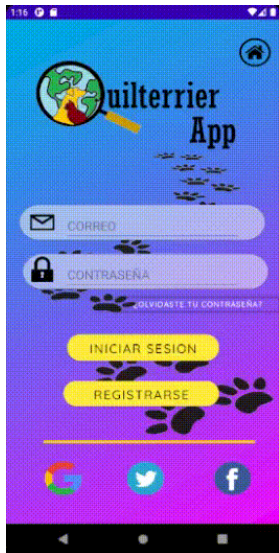 1:16
Quilterrier
App
CORREO
CONTRASEÑA
¿OLVIDASTE TU CONTRASEÑA?
INICIAR SESION
REGISTRARSE